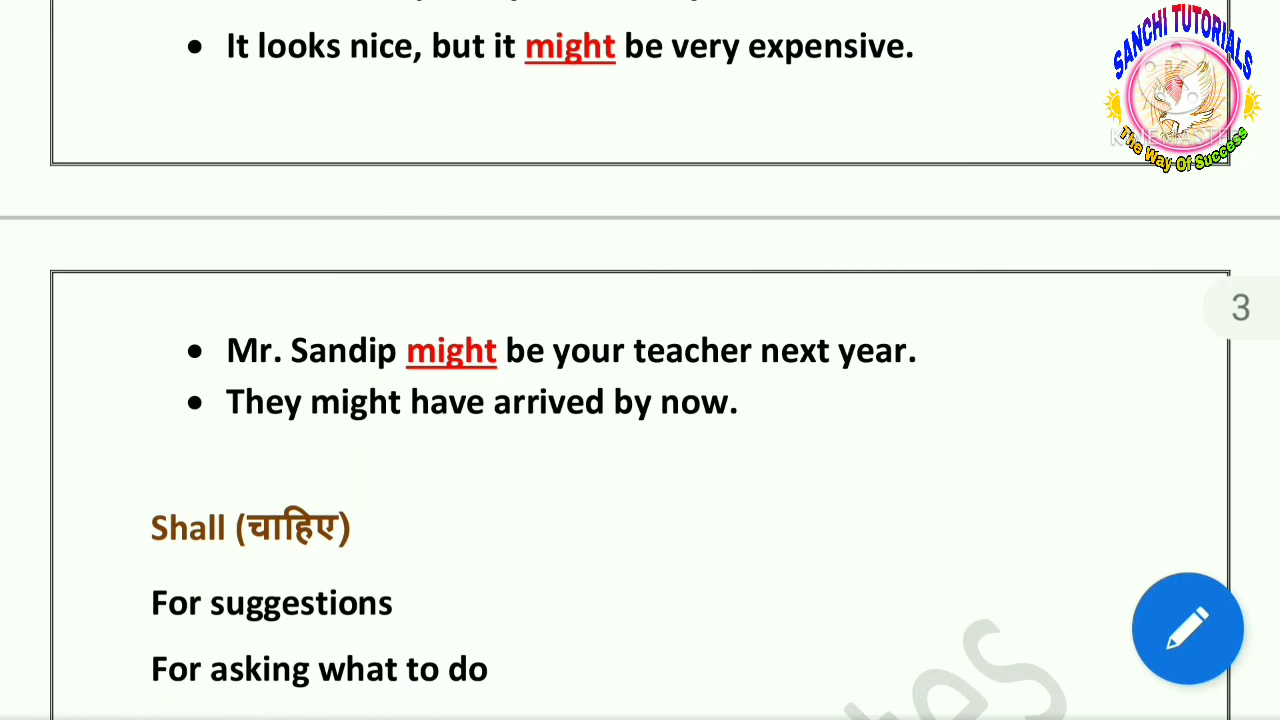 • It looks nice, but it might be very expensive.
SANCHI TUTORIALS
KINEMASTER
The Way Of Success
• Mr. Sandip might be your teacher next year.
3
• They might have arrived by now.
Shall (चाहिए)
For suggestions
For asking what to do